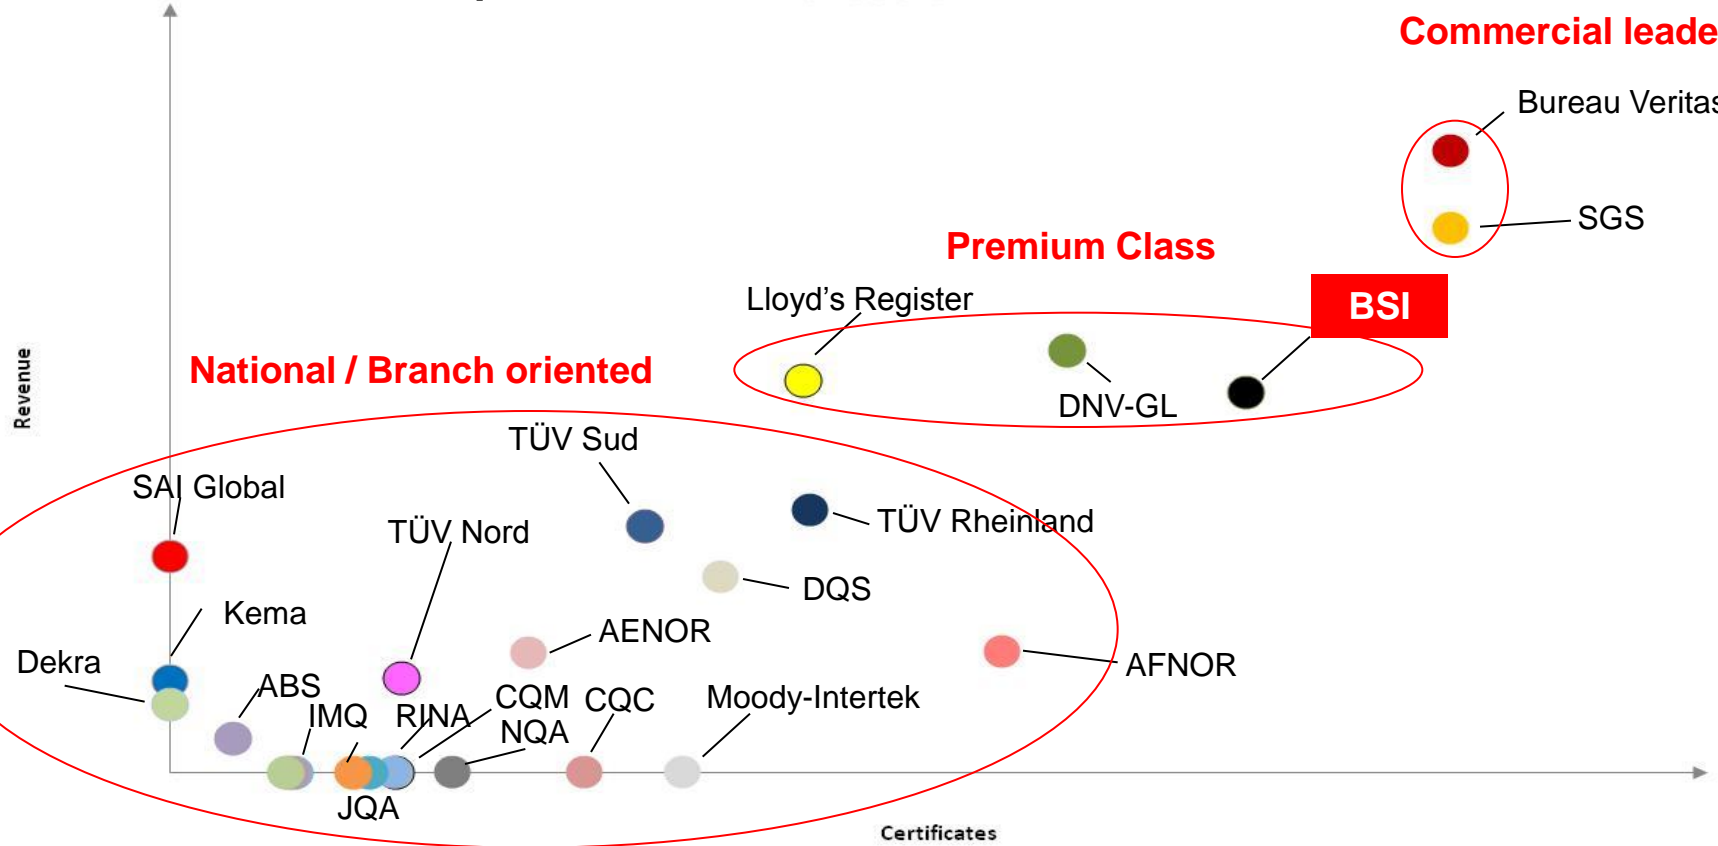 Commercial leade
Bureau Veritas
SGS
Premium Class
Lloyd's Register
BSI
National / Branch oriented
Revenue
DNV-GL
TÜV Sud
SAI Global
TÜV Nord
TÜV Rheinland
DQS
Kema
AENOR
Dekra
AFNOR
ABS
IMQ
RINA
CQM
CQC
Moody-Intertek
NQA
JQA
Certificates